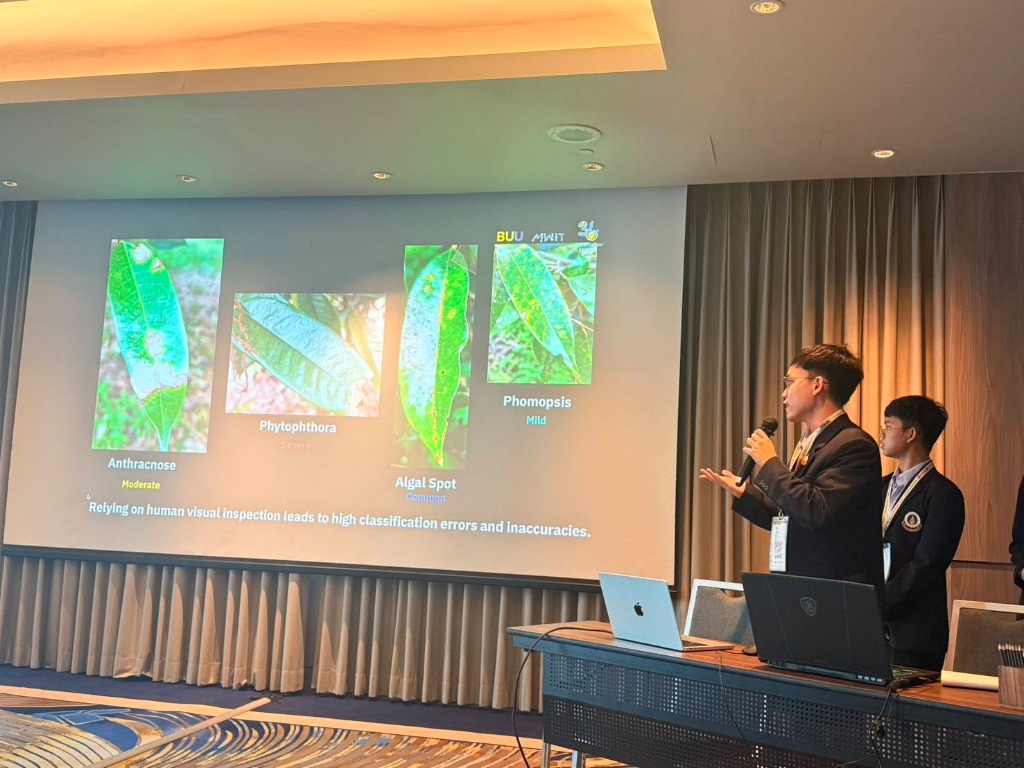 BUU MWIT
Anthracnose
Moderate
Phytophthora
Severe
Algal Spot
Common
Phomopsis
Mild
Relying on human visual inspection leads to high classification errors and inaccuracies.